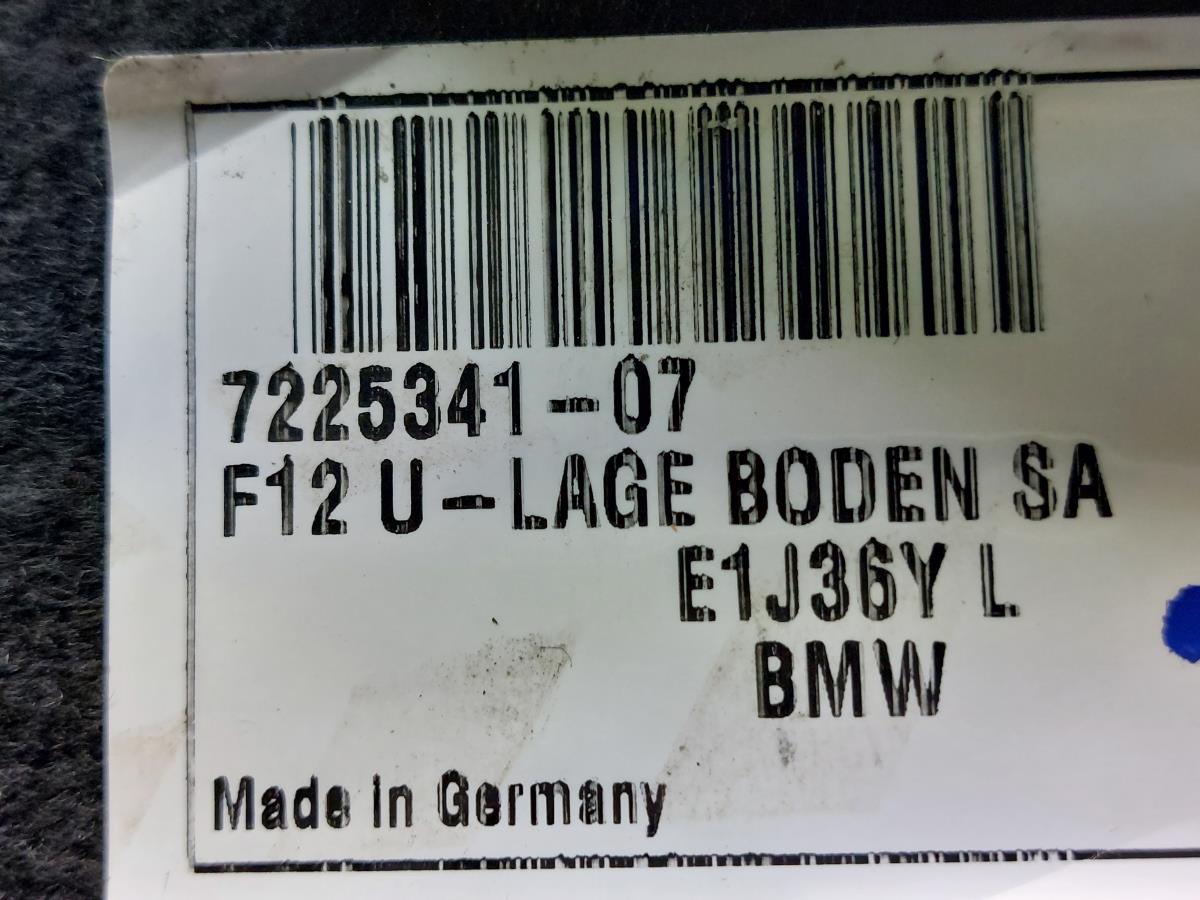 7225341-07
F12 U-LAGE BODEN SA
E1J36Y L
BMW
Made in Germany